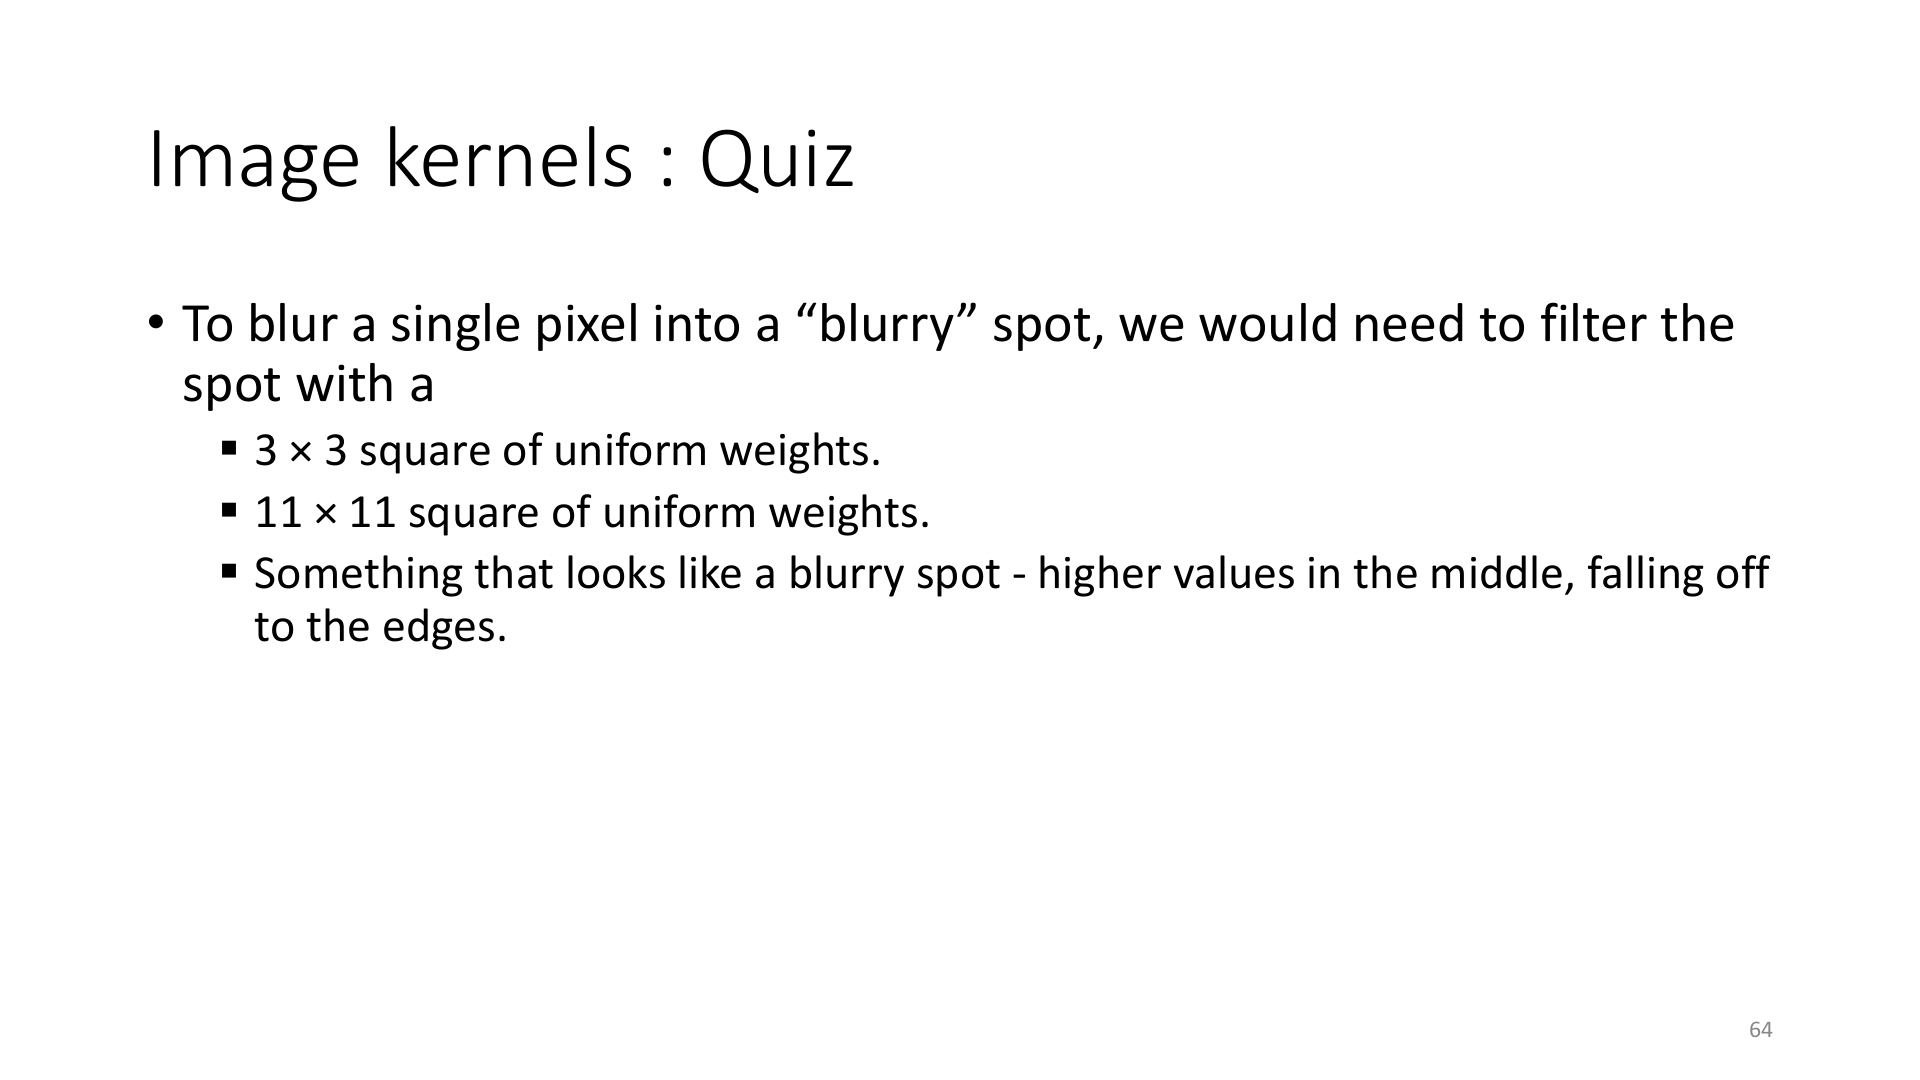 Image kernels : Quiz
• To blur a single pixel into a “blurry” spot, we would need to filter the
spot with a
▪ 3 × 3 square of uniform weights.
▪ 11 × 11 square of uniform weights.
▪ Something that looks like a blurry spot - higher values in the middle, falling off
to the edges.
64